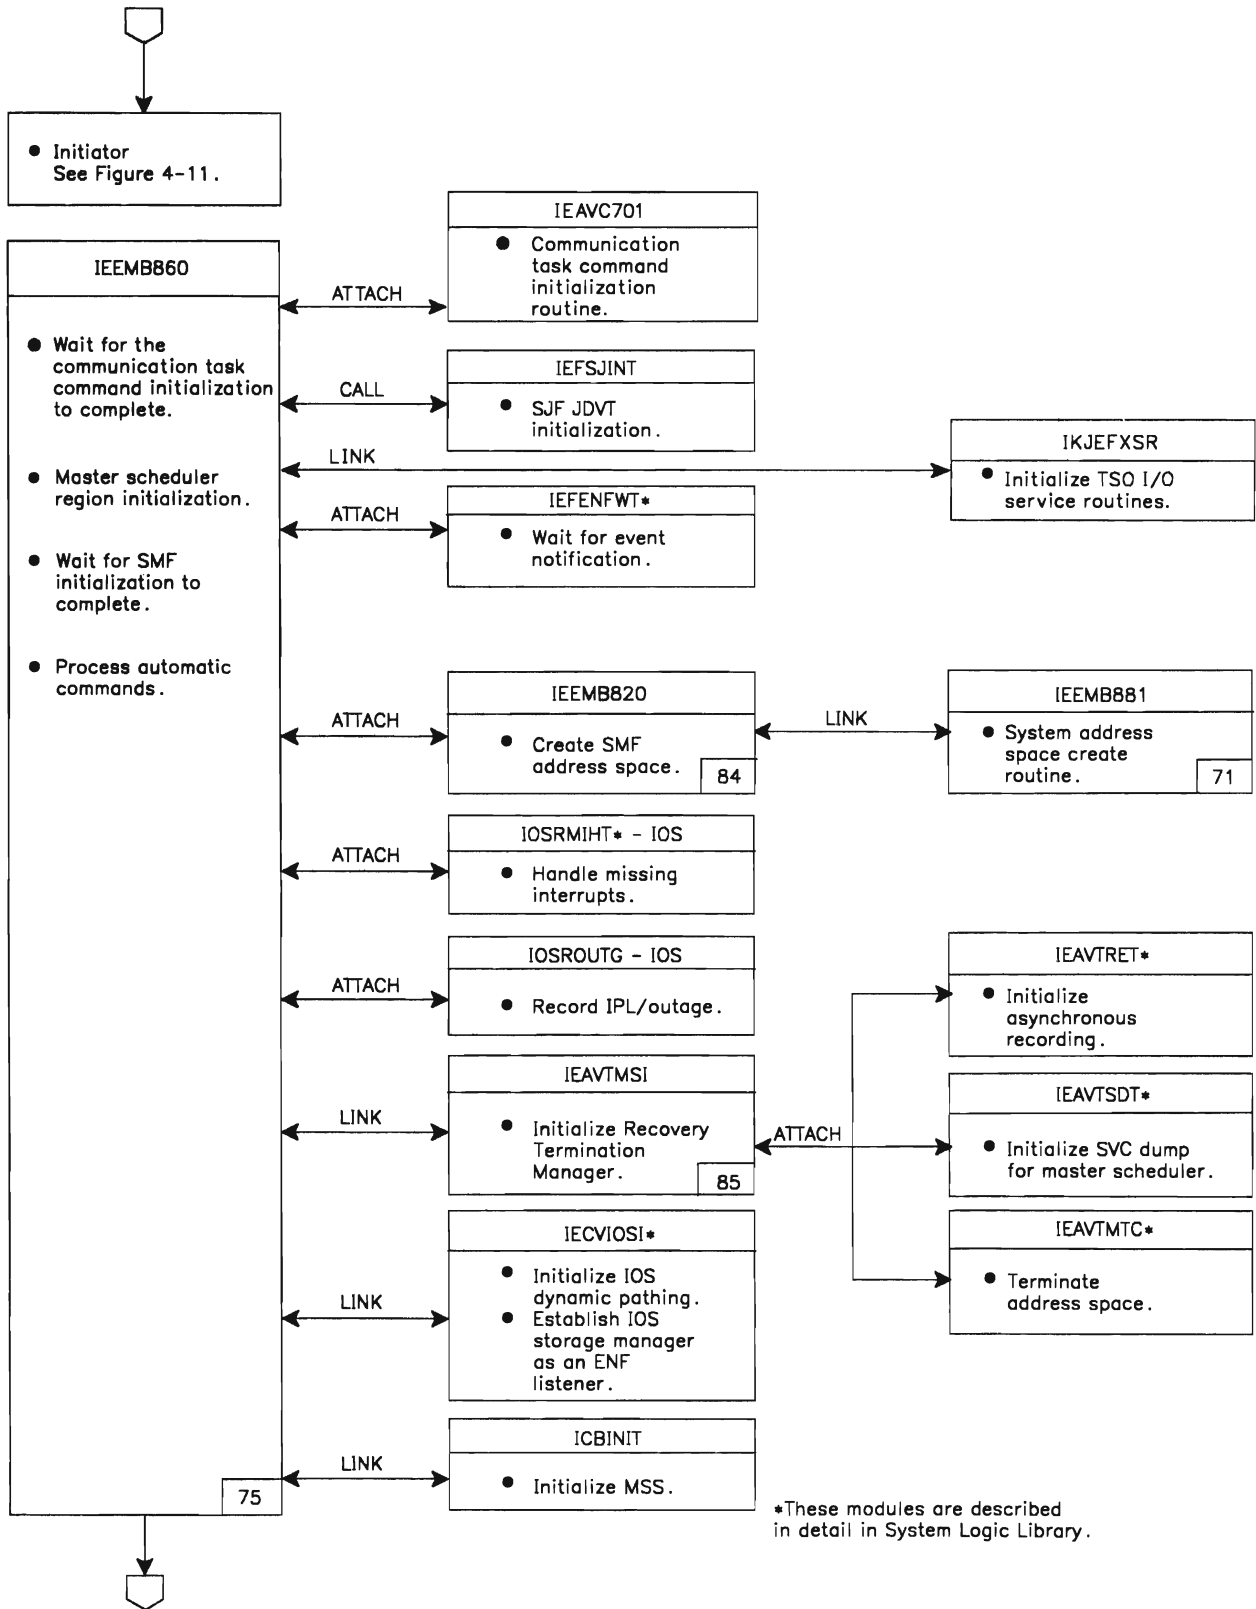 ● Initiator
See Figure 4-11.
IEEMB860
● Wait for the
communication task
command initialization
to complete.
● Master scheduler
region initialization.
● Wait for SMF
initialization to
complete.
● Process automatic
commands.
75
ATTACH
IEAVC701
● Communication
task command
initialization
routine.
CALL
IEFSJINT
● SJF JDVT
initialization.
LINK
IKJEFXSR
● Initialize TSO I/O
service routines.
ATTACH
IEFENFWT*
● Wait for event
notification.
ATTACH
IEEMB820
● Create SMF
address space.
84
LINK
IEEMB881
● System address
space create
routine.
71
ATTACH
IOSRMIHT* - IOS
● Handle missing
interrupts.
ATTACH
IOSROUTG - IOS
● Record IPL/outage.
LINK
IEAVTMSI
● Initialize Recovery
Termination
Manager.
85
ATTACH
IEAVTRET*
● Initialize
asynchronous
recording.
IEAVTSDT*
● Initialize SVC dump
for master scheduler.
IEAVTMTC*
● Terminate
address space.
LINK
IECVIOSI*
● Initialize IOS
dynamic pathing.
● Establish IOS
storage manager
as an ENF
listener.
LINK
ICBINIT
● Initialize MSS.
*These modules are described
in detail in System Logic Library.